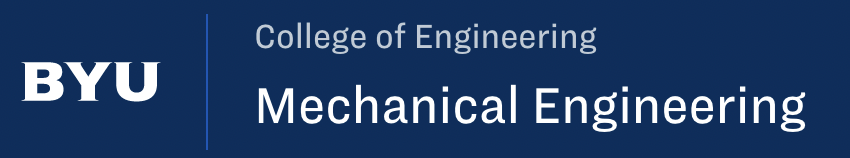 BYU
College of Engineering
Mechanical Engineering